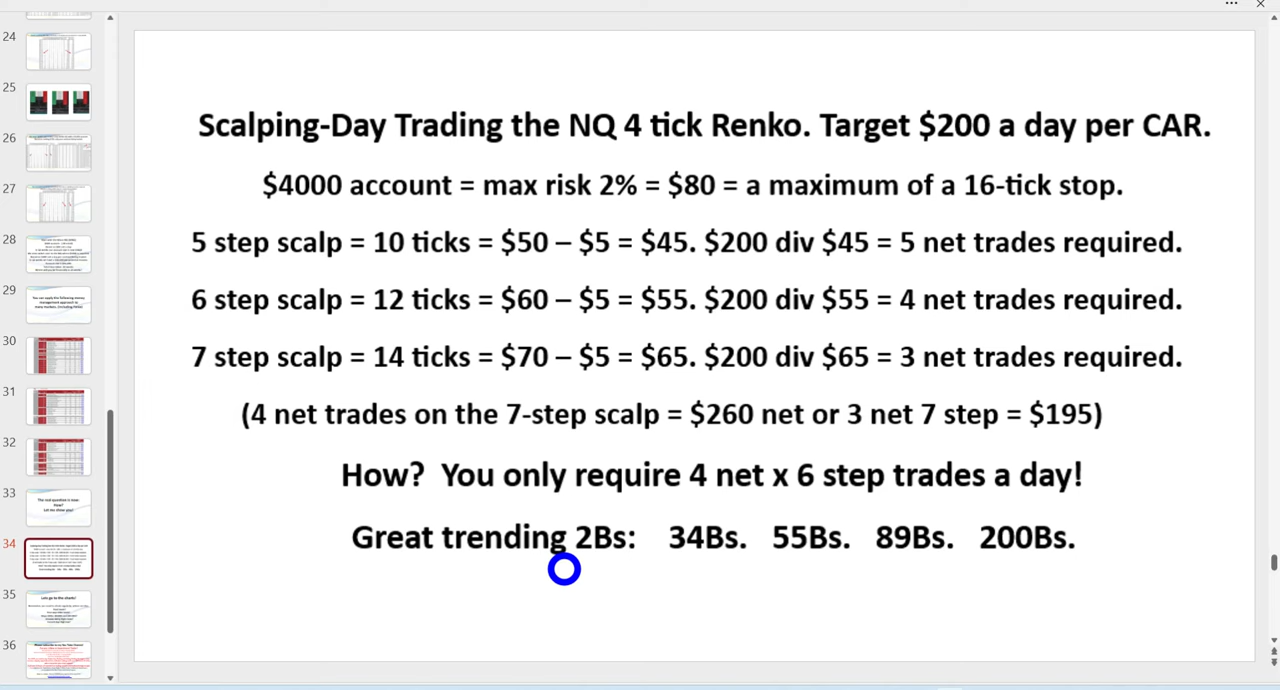 24
25
26
27
28
29
30
31
32
33
34
35
36
Scalping-Day Trading the NQ 4 tick Renko. Target $200 a day per CAR.
$4000 account = max risk 2% = $80 = a maximum of a 16-tick stop.
5 step scalp = 10 ticks = $50 – $5 = $45. $200 div $45 = 5 net trades required.
6 step scalp = 12 ticks = $60 – $5 = $55. $200 div $55 = 4 net trades required.
7 step scalp = 14 ticks = $70 – $5 = $65. $200 div $65 = 3 net trades required.
(4 net trades on the 7-step scalp = $260 net or 3 net 7 step = $195)
How? You only require 4 net x 6 step trades a day!
Great trending 2Bs: 34Bs. 55Bs. 89Bs. 200Bs.